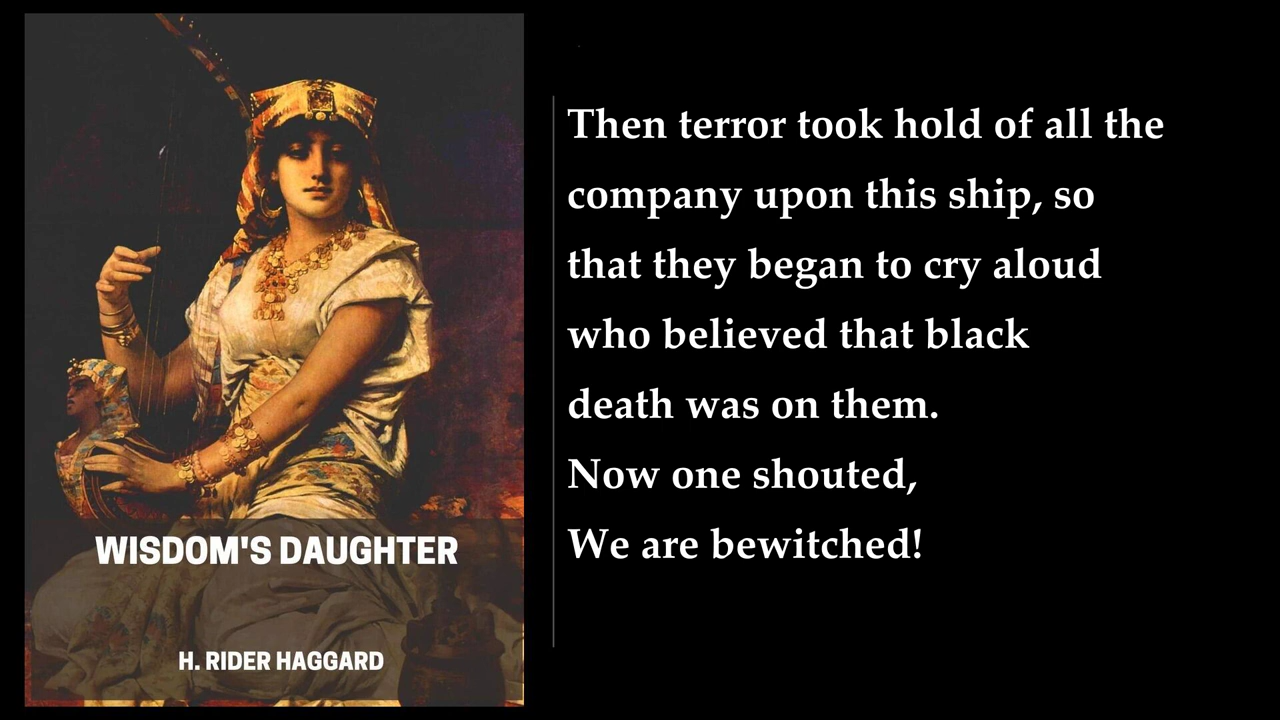 WISDOM'S DAUGHTER
H. RIDER HAGGARD
Then terror took hold of all the
company upon this ship, so
that they began to cry aloud
who believed that black
death was on them.
Now one shouted,
We are bewitched!